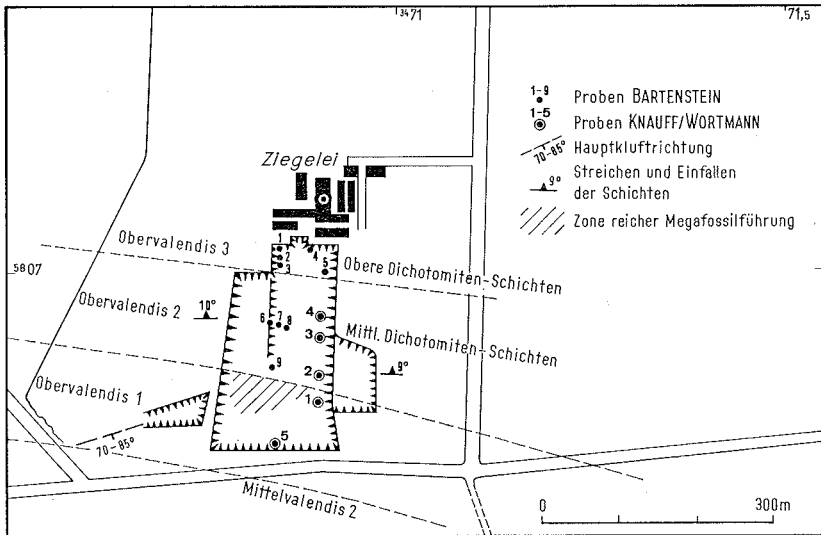 3471
71,5
1-9
Proben BARTENSTEIN
1-5
Proben KNAUFF/WORTMANN
70-85° Hauptkluftrichtung
9° Streichen und Einfallen
der Schichten
Zone reicher Megafossilführung
Ziegelei
Obervalendis 3
1
2
3
4
5
Obere Dichotomiten-Schichten
5807
Obervalendis 2
10°
6
7
8
4
3
Mittl. Dichotomiten-Schichten
9
2
9°
Obervalendis 1
1
70-85°
5
Mittelvalendis 2
0
300m